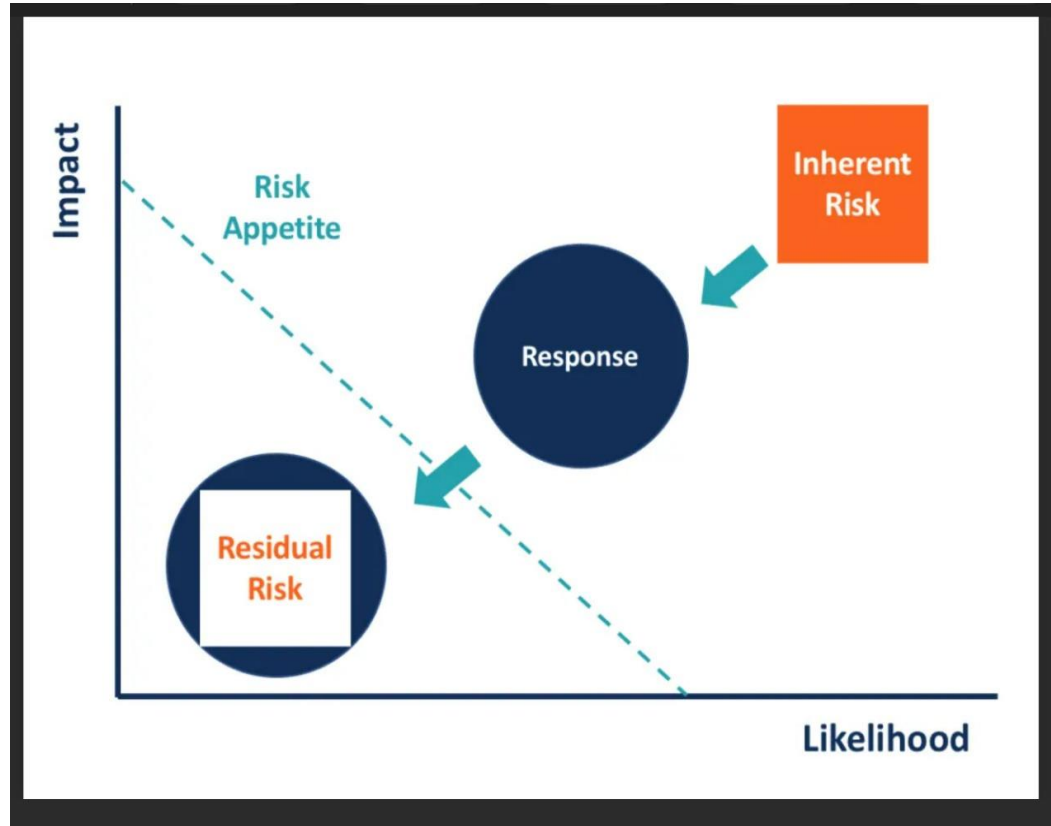 Impact
Risk
Appetite
Inherent
Risk
Response
Residual
Risk
Likelihood